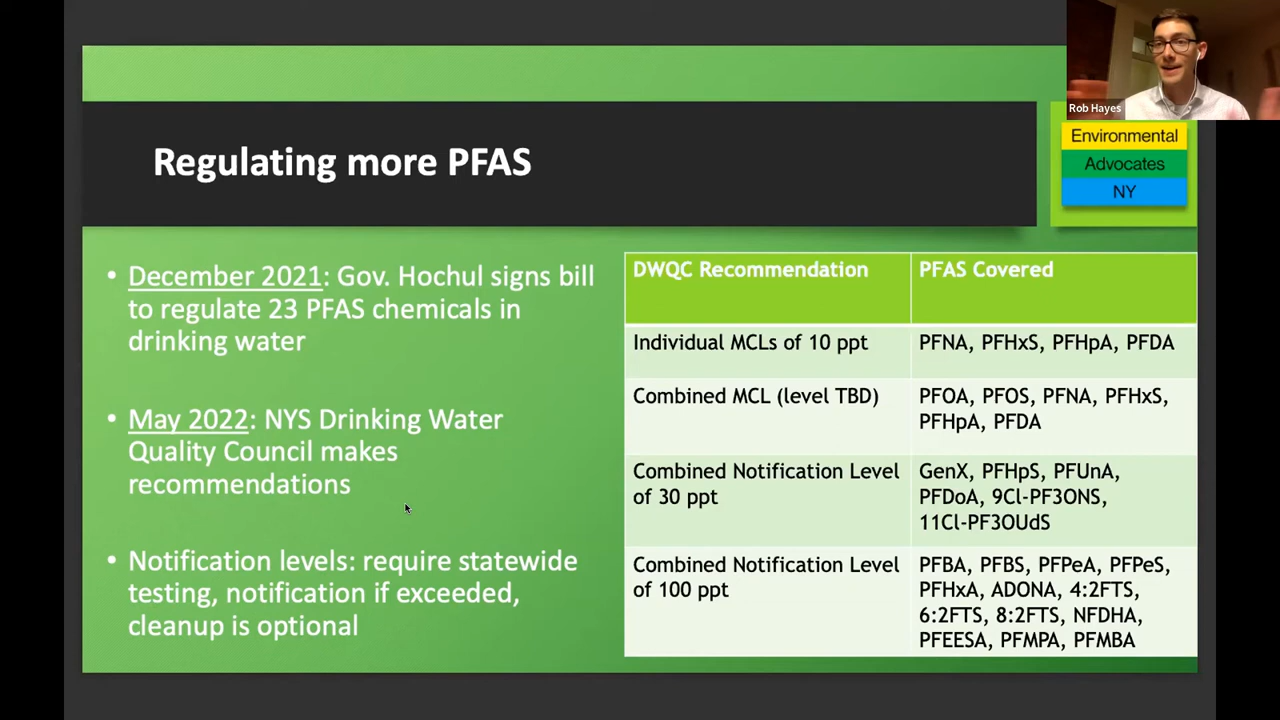 Rob Hayes
Environmental
Advocates
NY
Regulating more PFAS
• December 2021: Gov. Hochul signs bill
to regulate 23 PFAS chemicals in
drinking water
• May 2022: NYS Drinking Water
Quality Council makes
recommendations
• Notification levels: require statewide
testing, notification if exceeded,
cleanup is optional
DWQC Recommendation PFAS Covered
Individual MCLs of 10 ppt PFNA, PFHxS, PFHpA, PFDA
Combined MCL (level TBD) PFOA, PFOS, PFNA, PFHxS,
PFHpA, PFDA
Combined Notification Level GenX, PFHpS, PFUnA,
of 30 ppt PFDoA, 9Cl-PF3ONS,
11Cl-PF3OUdS
Combined Notification Level PFBA, PFBS, PFPeA, PFPeS,
of 100 ppt PFHxA, ADONA, 4:2FTS,
6:2FTS, 8:2FTS, NFDHA,
PFEESA, PFMPA, PFMBA